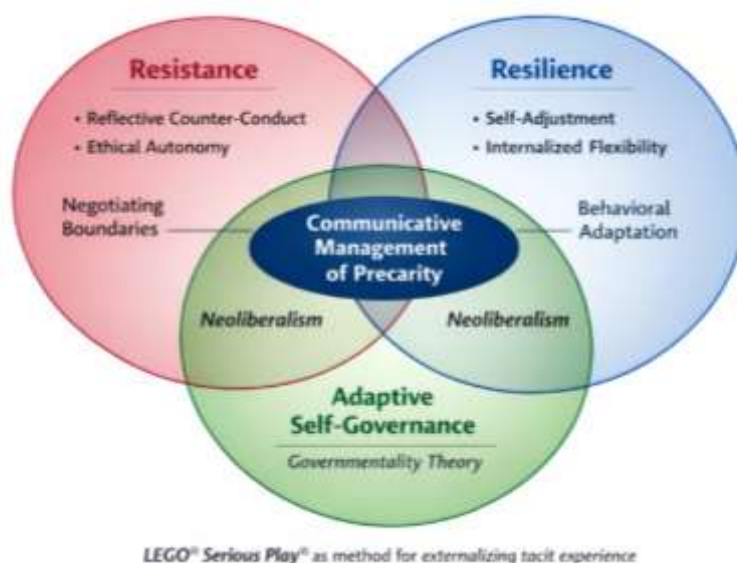 Resistance
• Reflective Counter-Conduct
• Ethical Autonomy
Negotiating
Boundaries
Resilience
• Self-Adjustment
• Internalized Flexibility
Behavioral
Adaptation
Communicative
Management
of Precarity
Neoliberalism
Neoliberalism
Adaptive
Self-Governance
Governmentality Theory
LEGO® Serious Play® as method for externalizing tacit experience